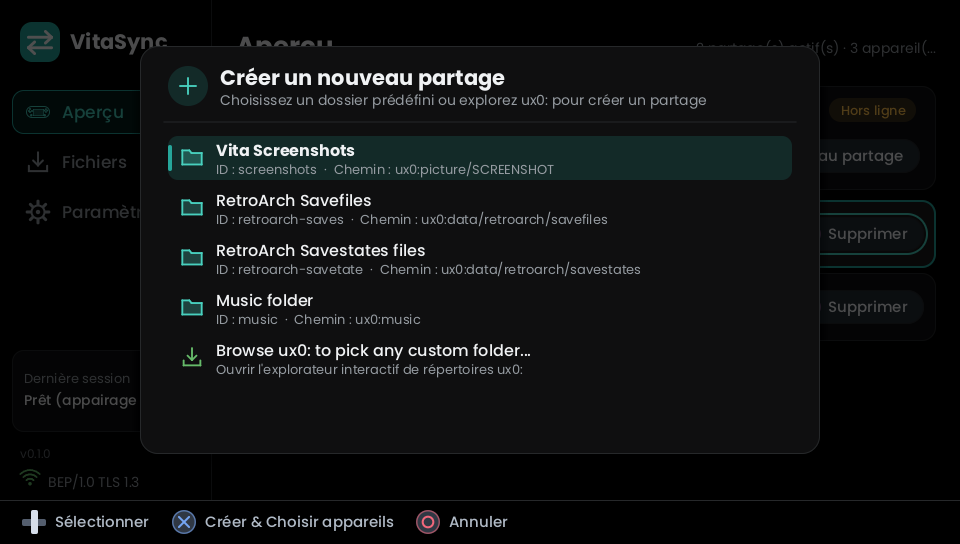 VitaSync
Aperçu
Créer un nouveau partage
Choisissez un dossier prédéfini ou explorez ux0: pour créer un partage
Aperçu
Hors ligne
Vita Screenshots
ID : screenshots · Chemin : ux0:picture/SCREENSHOT
au partage
Fichiers
RetroArch Savefiles
ID : retroarch-saves · Chemin : ux0:data/retroarch/savefiles
Paramètr
Supprimer
RetroArch Savestates files
ID : retroarch-savetate · Chemin : ux0:data/retroarch/savestates
Music folder
ID : music · Chemin : ux0:music
Supprimer
Browse ux0: to pick any custom folder...
Ouvrir l'explorateur interactif de répertoires ux0:
Dernière session
Prêt (appairage
v0.1.0
BEP/1.0 TLS 1.3
Sélectionner
Créer & Choisir appareils
Annuler